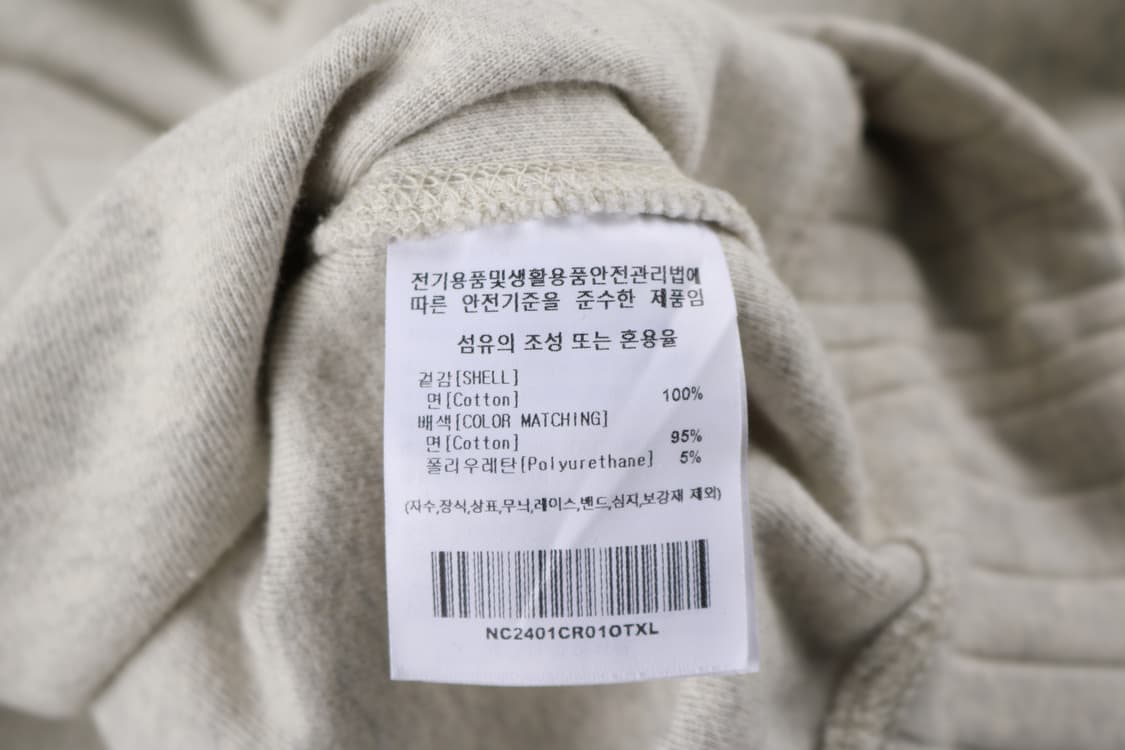 전기용품및생활용품안전관리법에
따른 안전기준을 준수한 제품임
섬유의 조성 또는 혼용율
겉감[SHELL]
면[Cotton] 100%
배색[COLOR MATCHING]
면[Cotton] 95%
폴리우레탄[Polyurethane] 5%
(자수,장식,상표,무늬,레이스,밴드,심지,보강재 제외)
NC2401CR01OTXL